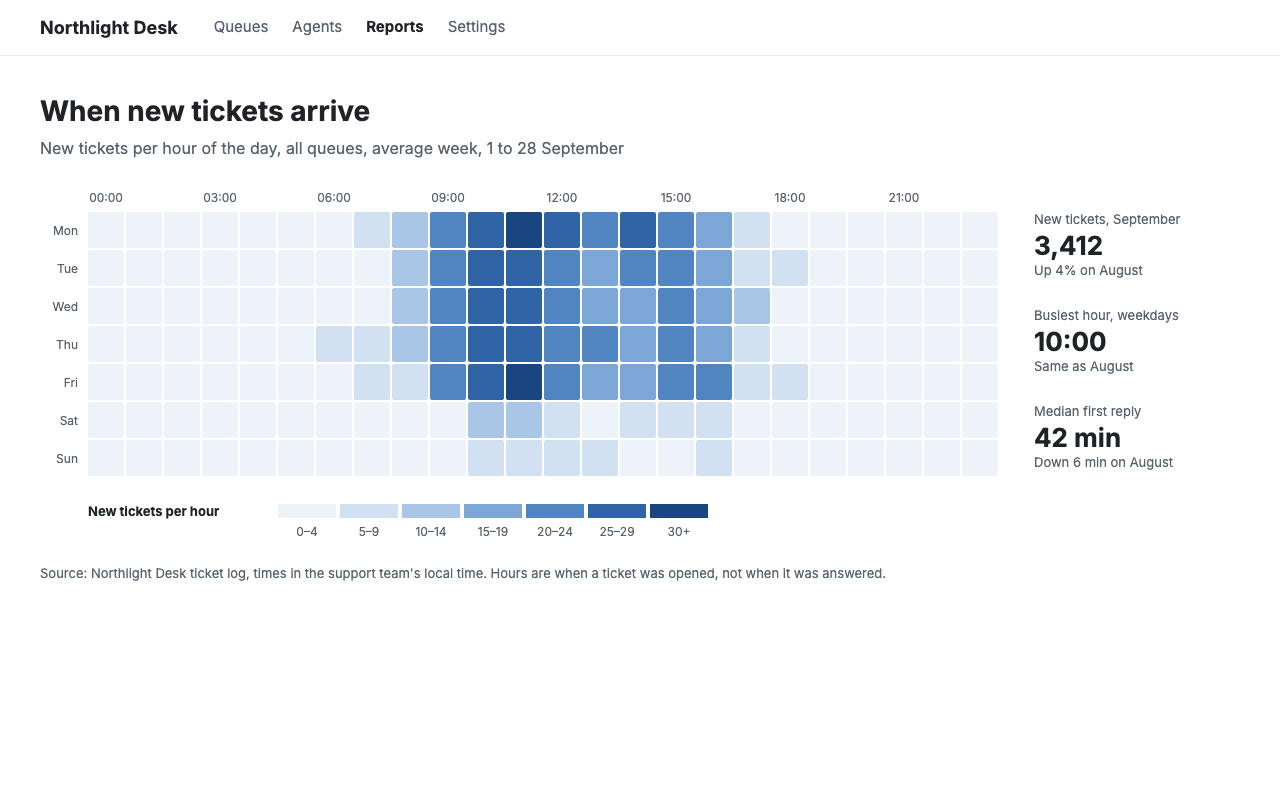 Northlight Desk Queues Agents Reports Settings
When new tickets arrive
New tickets per hour of the day, all queues, average week, 1 to 28 September
00:00 03:00 06:00 09:00 12:00 15:00 18:00 21:00
Mon
Tue
Wed
Thu
Fri
Sat
Sun
New tickets, September
3,412
Up 4% on August
Busiest hour, weekdays
10:00
Same as August
Median first reply
42 min
Down 6 min on August
New tickets per hour
0–4 5–9 10–14 15–19 20–24 25–29 30+
Source: Northlight Desk ticket log, times in the support team's local time. Hours are when a ticket was opened, not when it was answered.